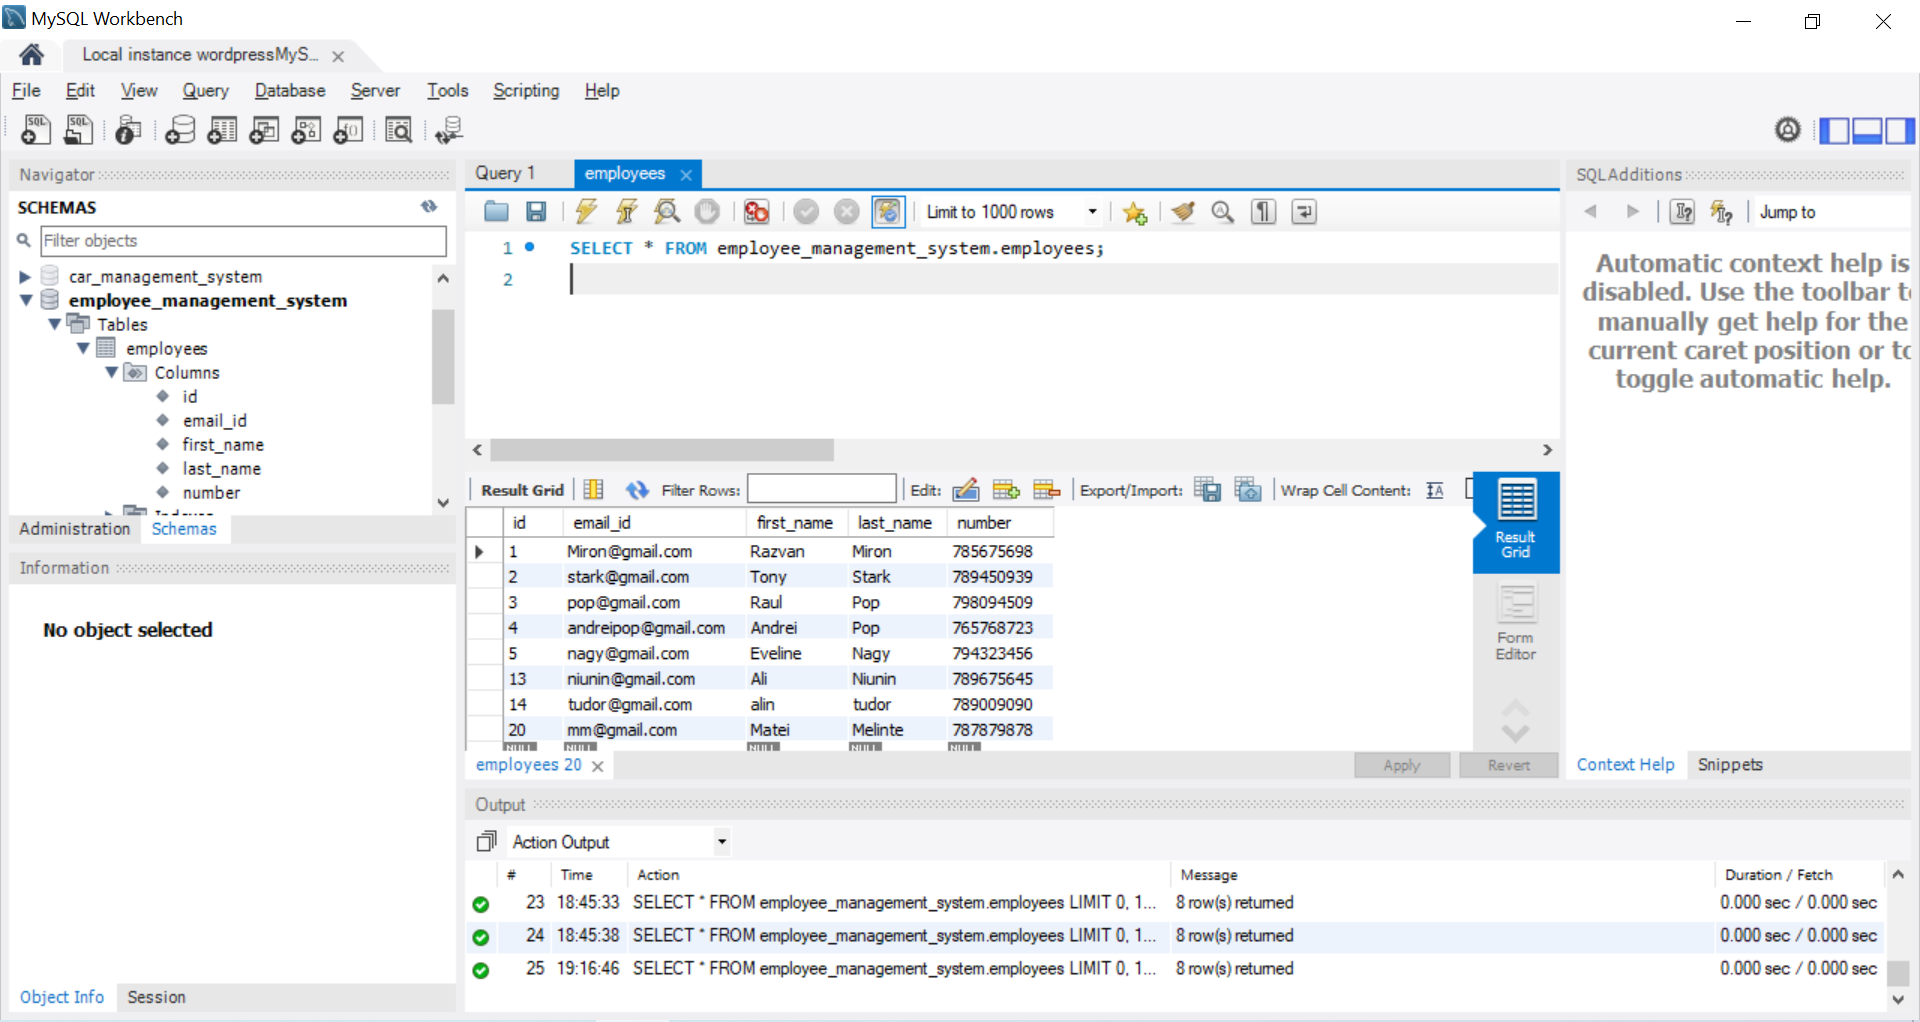 MySQL Workbench
Local instance wordpressMyS...
File Edit View Query Database Server Tools Scripting Help
Navigator
SCHEMAS
Filter objects
car_management_system
employee_management_system
Tables
employees
Columns
id
email_id
first_name
last_name
number
Administration Schemas
Information
No object selected
Object Info Session
Query 1 employees
Limit to 1000 rows
1 SELECT * FROM employee_management_system.employees;
2
Result Grid Filter Rows: Edit: Export/Import: Wrap Cell Content:
id email_id first_name last_name number
1 Miron@gmail.com Razvan Miron 785675698
2 stark@gmail.com Tony Stark 789450939
3 pop@gmail.com Raul Pop 798094509
4 andreipop@gmail.com Andrei Pop 765768723
5 nagy@gmail.com Eveline Nagy 794323456
13 niunin@gmail.com Ali Niunin 789675645
14 tudor@gmail.com alin tudor 789009090
20 mm@gmail.com Matei Melinte 787879878
NULL NULL NULL NULL NULL
Result
Grid
Form
Editor
employees 20 Apply Revert
SQLAdditions
Jump to
Automatic context help is
disabled. Use the toolbar t
manually get help for the
current caret position or to
toggle automatic help.
Context Help Snippets
Output
Action Output
# Time Action Message Duration / Fetch
23 18:45:33 SELECT * FROM employee_management_system.employees LIMIT 0, 1... 8 row(s) returned 0.000 sec / 0.000 sec
24 18:45:38 SELECT * FROM employee_management_system.employees LIMIT 0, 1... 8 row(s) returned 0.000 sec / 0.000 sec
25 19:16:46 SELECT * FROM employee_management_system.employees LIMIT 0, 1... 8 row(s) returned 0.000 sec / 0.000 sec